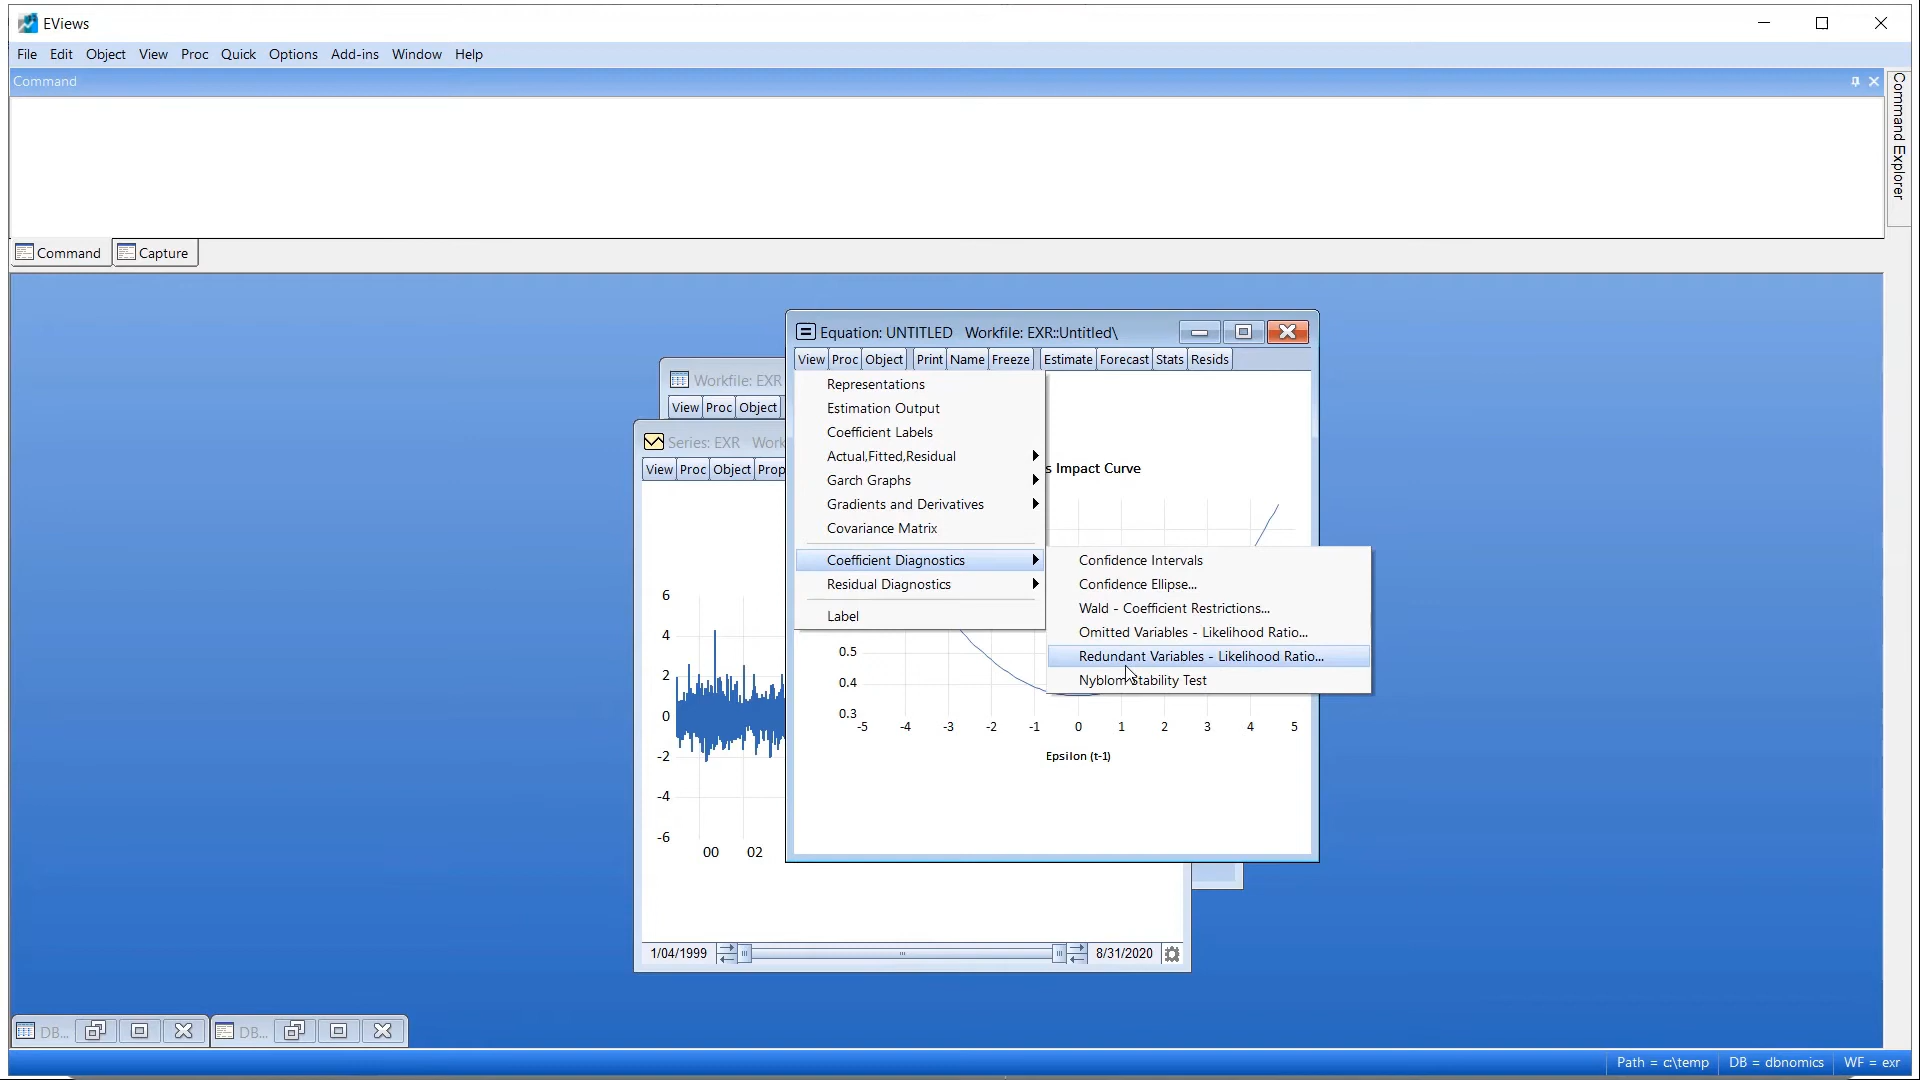 EViews
File Edit Object View Proc Quick Options Add-ins Window Help
Command
Command Explorer
Command Capture
Equation: UNTITLED Workfile: EXR::Untitled\
View Proc Object Print Name Freeze Estimate Forecast Stats Resids
Workfile: EXR
View Proc Object
Series: EXR Work
View Proc Object Prop
Representations
Estimation Output
Coefficient Labels
Actual,Fitted,Residual
Garch Graphs
Gradients and Derivatives
Covariance Matrix
Coefficient Diagnostics
Residual Diagnostics
Label
s Impact Curve
Confidence Intervals
Confidence Ellipse...
Wald - Coefficient Restrictions...
Omitted Variables - Likelihood Ratio...
Redundant Variables - Likelihood Ratio...
Nyblom Stability Test
0.5
0.4
0.3
-5 -4 -3 -2 -1 0 1 2 3 4 5
Epsilon (t-1)
6
4
2
0
-2
-4
-6
00 02
1/04/1999 8/31/2020
DB... DB...
Path = c:\temp DB = dbnomics WF = exr